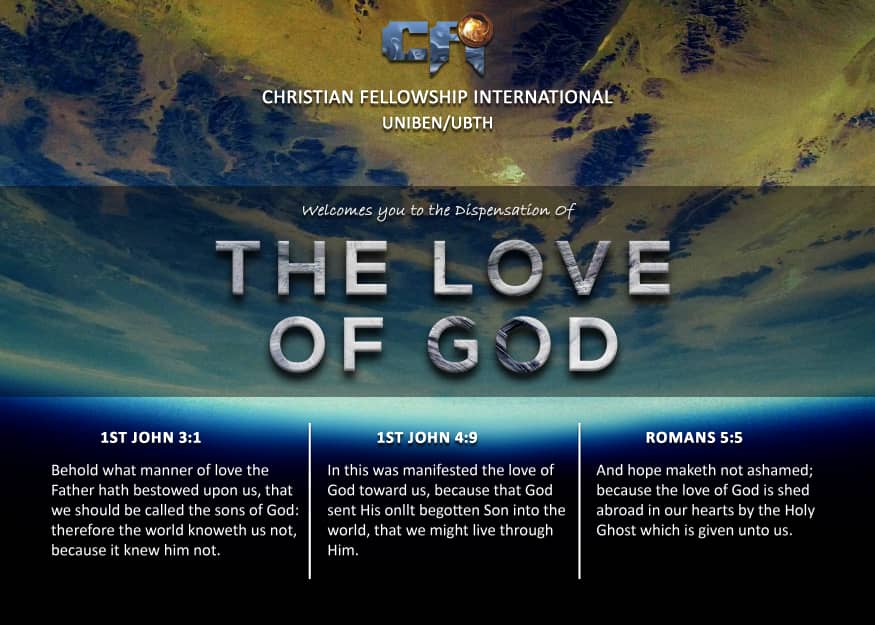 CFi
CHRISTIAN FELLOWSHIP INTERNATIONAL
UNIBEN/UBTH
Welcomes you to the Dispensation Of
THE LOVE
OF GOD
1ST JOHN 3:1
Behold what manner of love the
Father hath bestowed upon us, that
we should be called the sons of God:
therefore the world knoweth us not,
because it knew him not.
1ST JOHN 4:9
In this was manifested the love of
God toward us, because that God
sent His onllt begotten Son into the
world, that we might live through
Him.
ROMANS 5:5
And hope maketh not ashamed;
because the love of God is shed
abroad in our hearts by the Holy
Ghost which is given unto us.